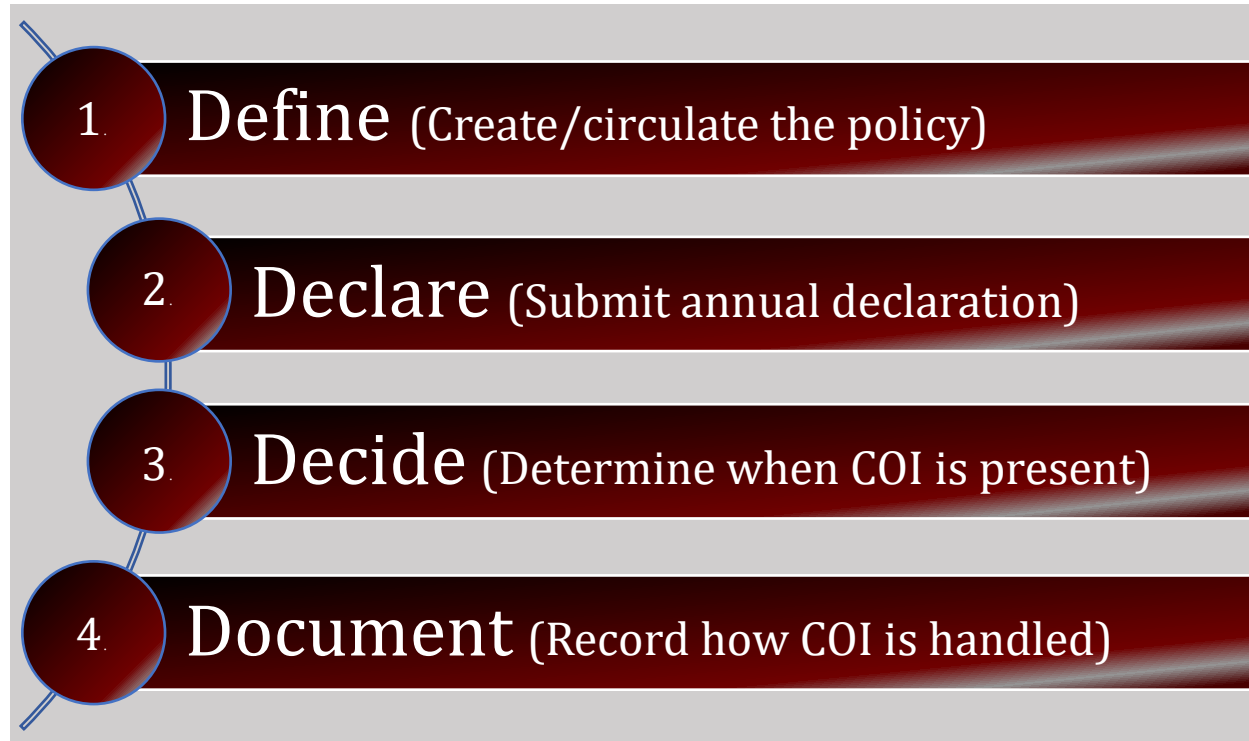 1. Define (Create/circulate the policy)
2. Declare (Submit annual declaration)
3. Decide (Determine when COI is present)
4. Document (Record how COI is handled)